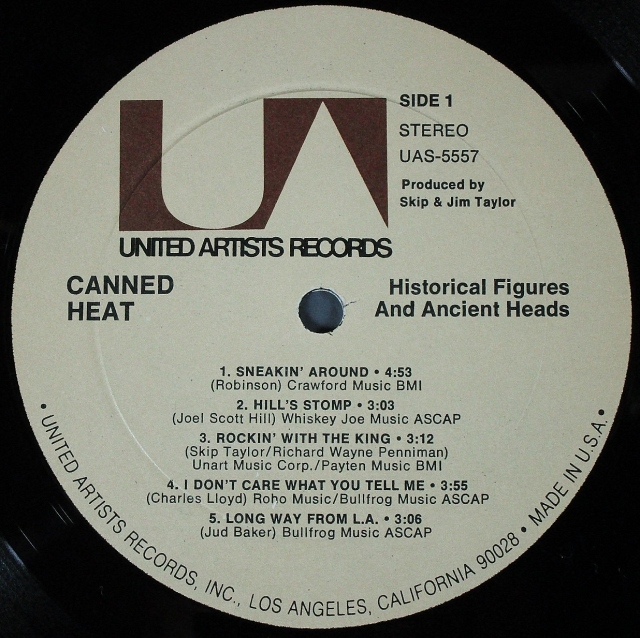 UA
SIDE 1
STEREO
UAS-5557
Produced by
Skip & Jim Taylor
UNITED ARTISTS RECORDS
CANNED
HEAT
Historical Figures
And Ancient Heads
1. SNEAKIN' AROUND • 4:53
(Robinson) Crawford Music BMI
2. HILL'S STOMP • 3:03
(Joel Scott Hill) Whiskey Joe Music ASCAP
3. ROCKIN' WITH THE KING • 3:12
(Skip Taylor/Richard Wayne Penniman)
Unart Music Corp./Payten Music BMI
4. I DON'T CARE WHAT YOU TELL ME • 3:55
(Charles Lloyd) Roho Music/Bullfrog Music ASCAP
5. LONG WAY FROM L.A. • 3:06
(Jud Baker) Bullfrog Music ASCAP
• UNITED ARTISTS RECORDS, INC., LOS ANGELES, CALIFORNIA 90028 • MADE IN U.S.A. •